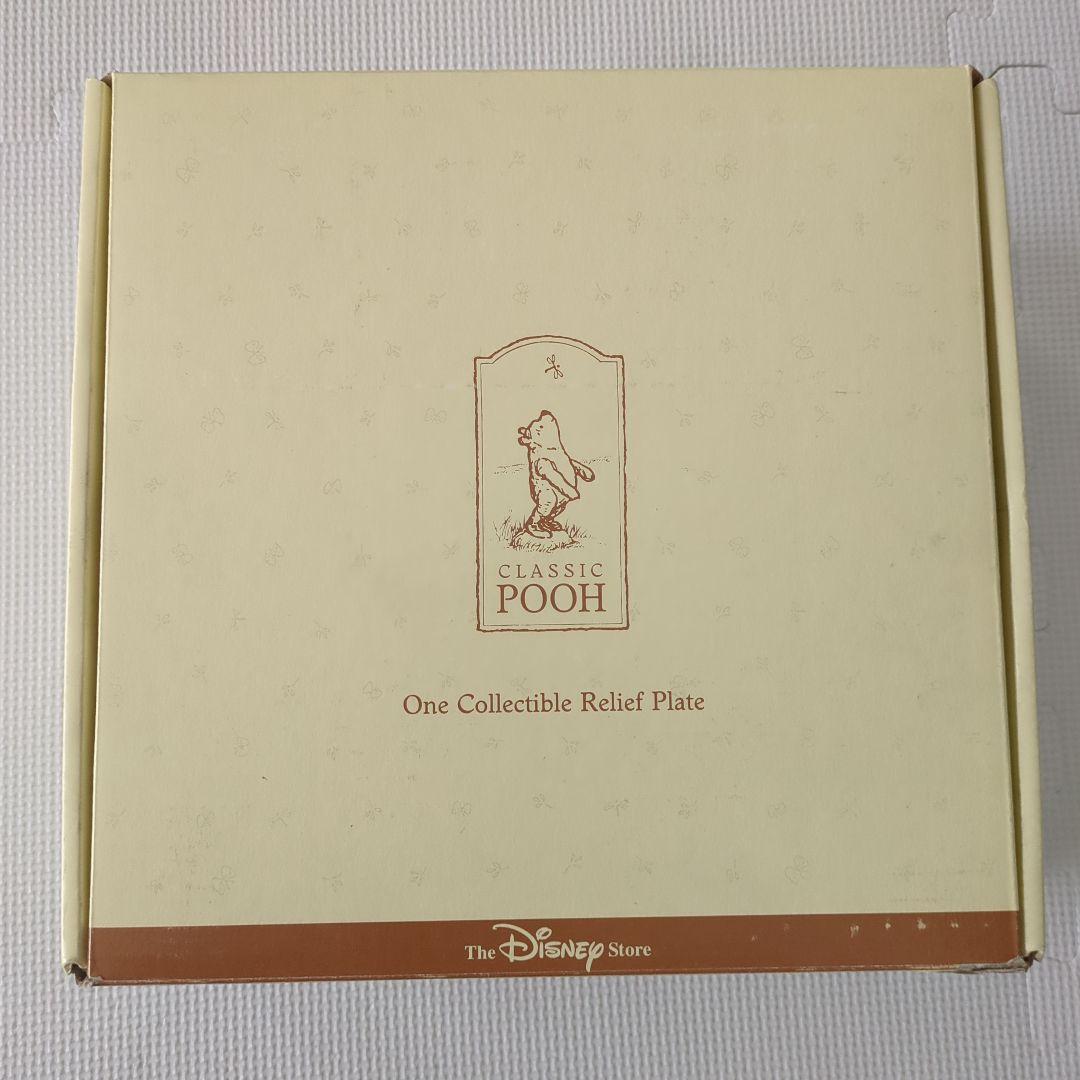 CLASSIC
POOH
One Collectible Relief Plate
The Disney Store